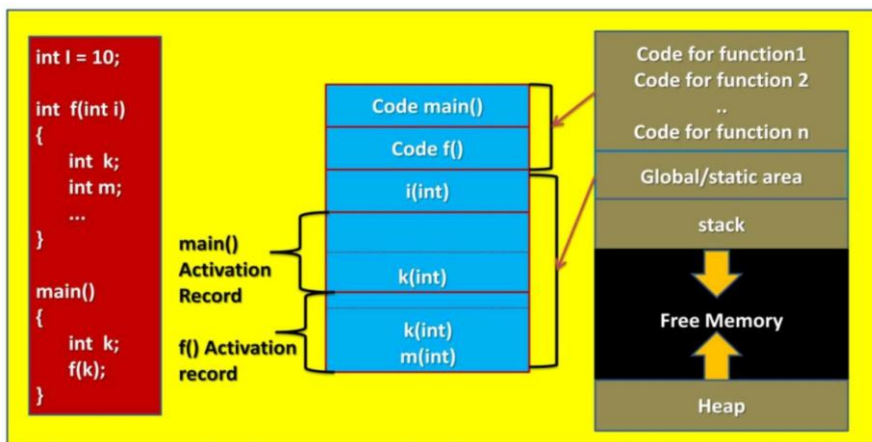 int I = 10;
int f(int i)
{
int k;
int m;
...
}
main()
{
int k;
f(k);
}
main()
Activation
Record
f() Activation
record
Code main()
Code f()
i(int)
k(int)
k(int)
m(int)
Code for function1
Code for function 2
..
Code for function n
Global/static area
stack
Free Memory
Heap